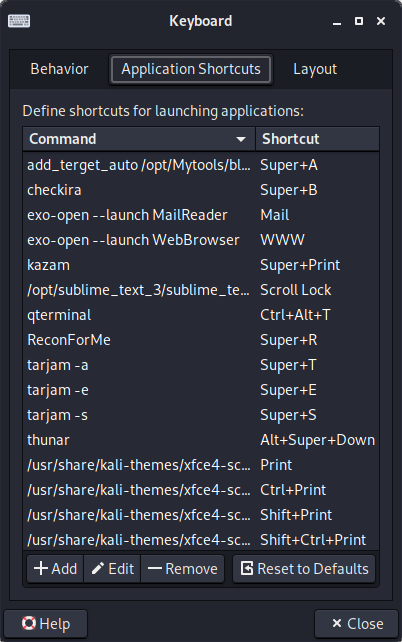 Keyboard
Behavior Application Shortcuts Layout
Define shortcuts for launching applications:
Command Shortcut
add_terget_auto /opt/Mytools/bl... Super+A
checkira Super+B
exo-open --launch MailReader Mail
exo-open --launch WebBrowser WWW
kazam Super+Print
/opt/sublime_text_3/sublime_te... Scroll Lock
qterminal Ctrl+Alt+T
ReconForMe Super+R
tarjam -a Super+T
tarjam -e Super+E
tarjam -s Super+S
thunar Alt+Super+Down
/usr/share/kali-themes/xfce4-sc... Print
/usr/share/kali-themes/xfce4-sc... Ctrl+Print
/usr/share/kali-themes/xfce4-sc... Shift+Print
/usr/share/kali-themes/xfce4-sc... Shift+Ctrl+Print
Add Edit Remove Reset to Defaults
Help Close